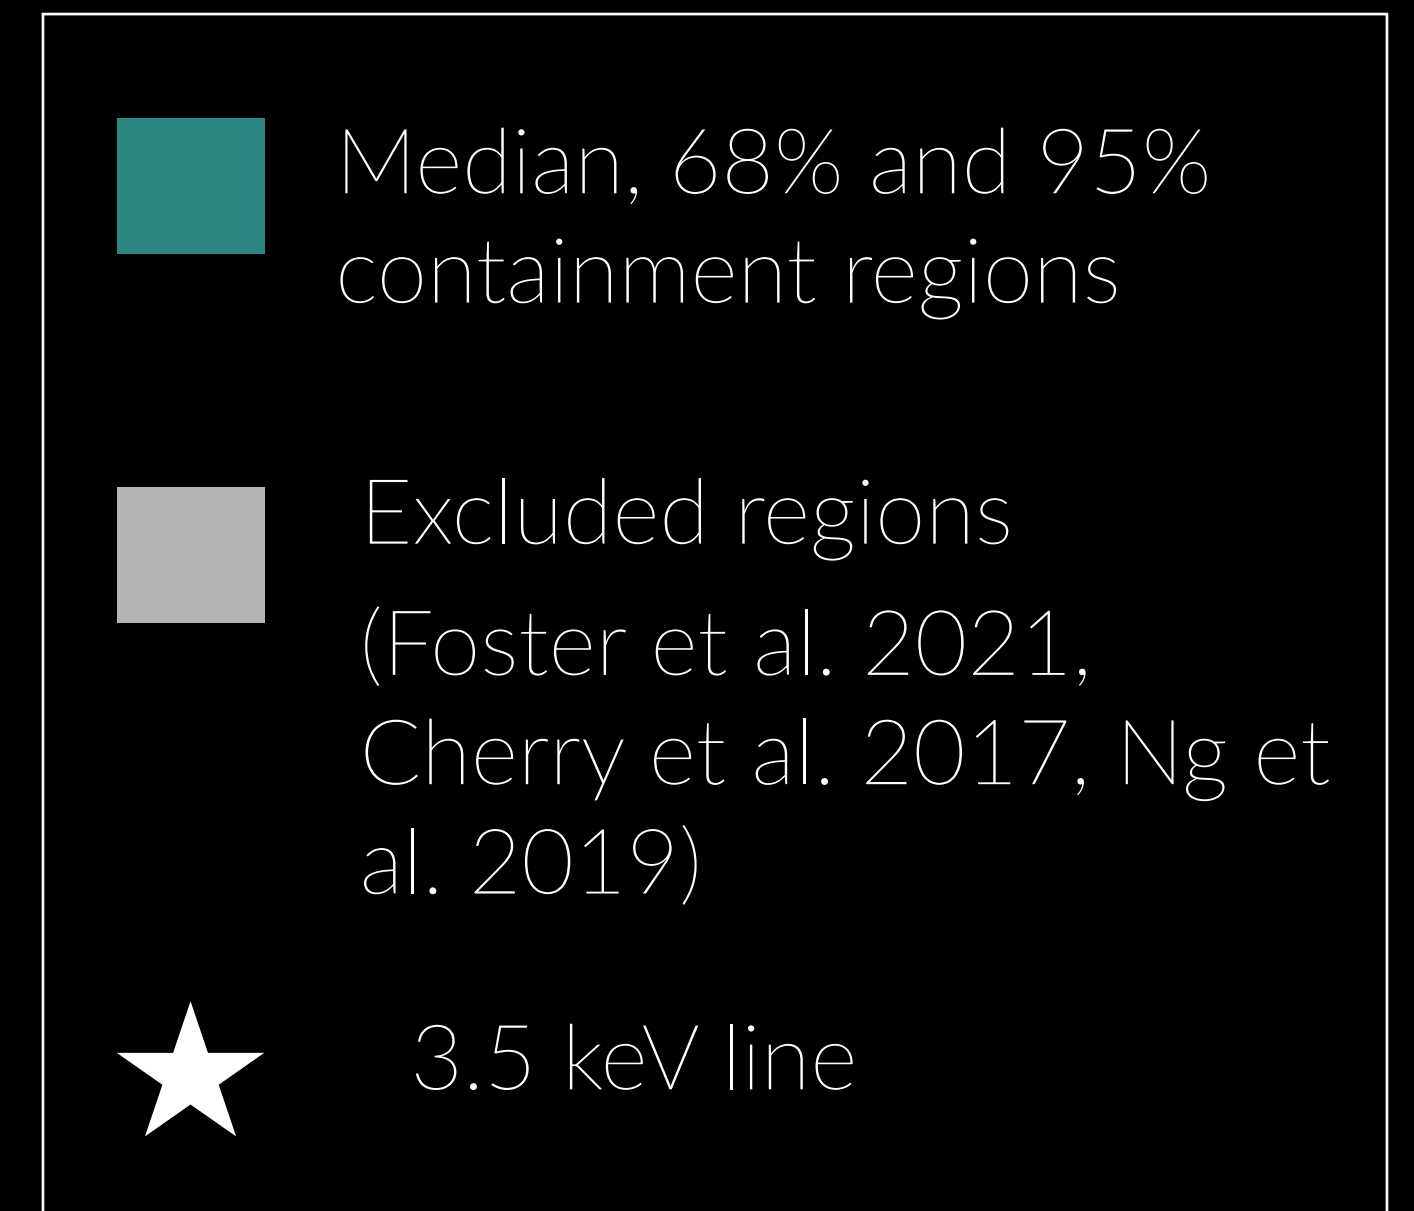 Median, 68% and 95%
containment regions
Excluded regions
(Foster et al. 2021,
Cherry et al. 2017, Ng et
al. 2019)
3.5 keV line